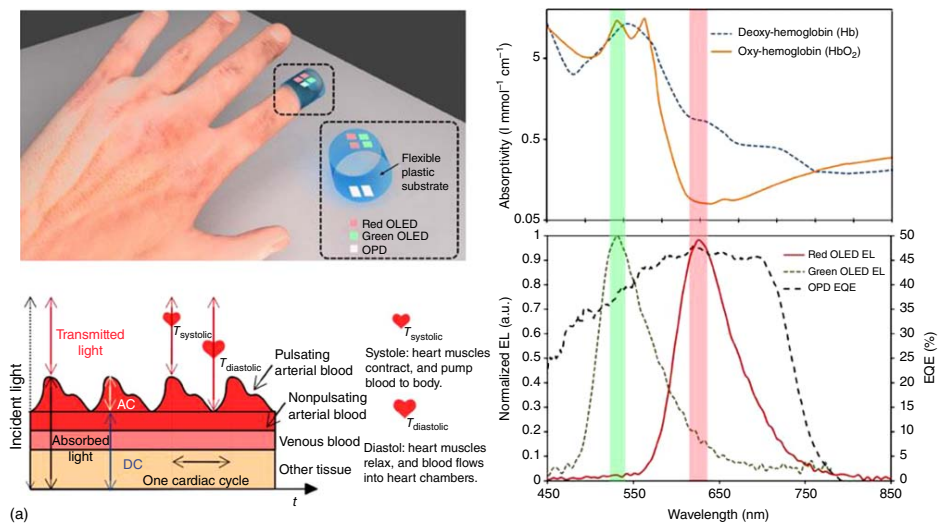 Flexible
plastic
substrate
Red OLED
Green OLED
OPD
Incident light
Transmitted
light
T systolic
T diastolic
Pulsating
arterial blood
Nonpulsating
arterial blood
AC
Absorbed
light
DC
Venous blood
Other tissue
One cardiac cycle
t
T systolic
Systole: heart muscles
contract, and pump
blood to body.
T diastolic
Diastol: heart muscles
relax, and blood flows
into heart chambers.
(a)
Absorptivity (l mmol⁻¹ cm⁻¹)
5
0.5
0.05
Deoxy-hemoglobin (Hb)
Oxy-hemoglobin (HbO₂)
Normalized EL (a.u.)
1
0.9
0.8
0.7
0.6
0.5
0.4
0.3
0.2
0.1
0
Red OLED EL
Green OLED EL
OPD EQE
50
45
40
35
30
25
20
15
10
5
0
EQE (%)
450
550
650
750
850
Wavelength (nm)